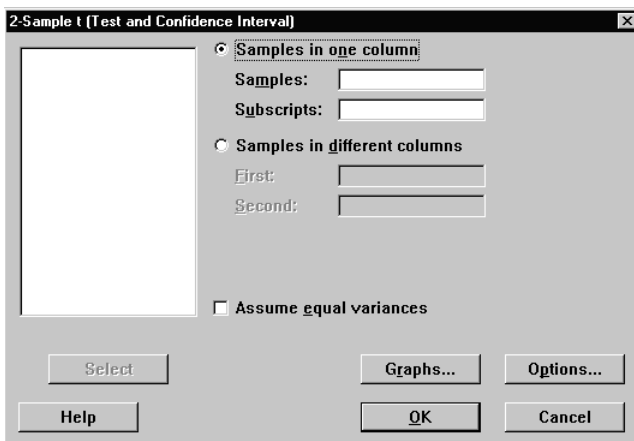 2-Sample t (Test and Confidence Interval)
Samples in one column
Samples:
Subscripts:
Samples in different columns
First:
Second:
Assume equal variances
Select
Graphs...
Options...
Help
OK
Cancel